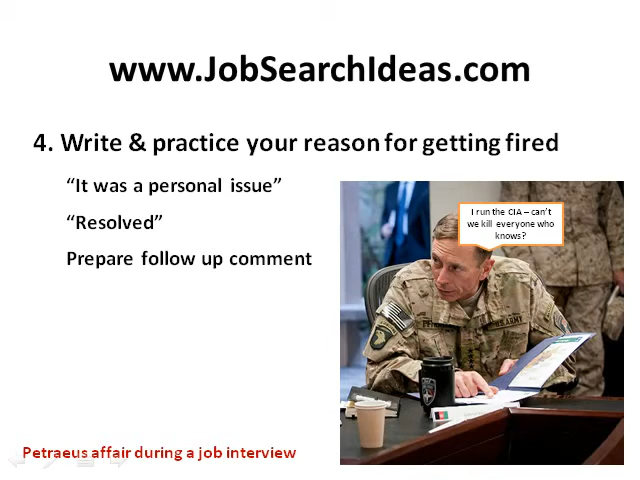 www.JobSearchIdeas.com
4. Write & practice your reason for getting fired
“It was a personal issue”
“Resolved”
Prepare follow up comment
I run the CIA – can’t
we kill everyone who
knows?
U.S. ARMY
Petraeus affair during a job interview